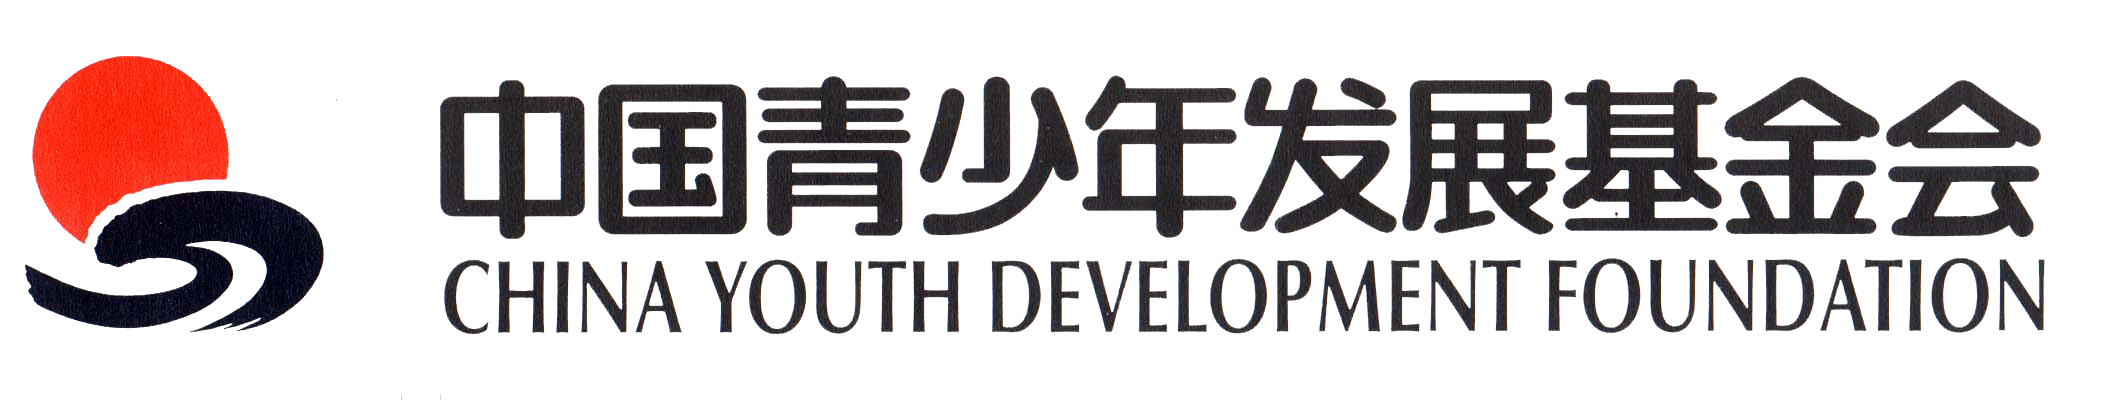 中国青少年发展基金会
CHINA YOUTH DEVELOPMENT FOUNDATION